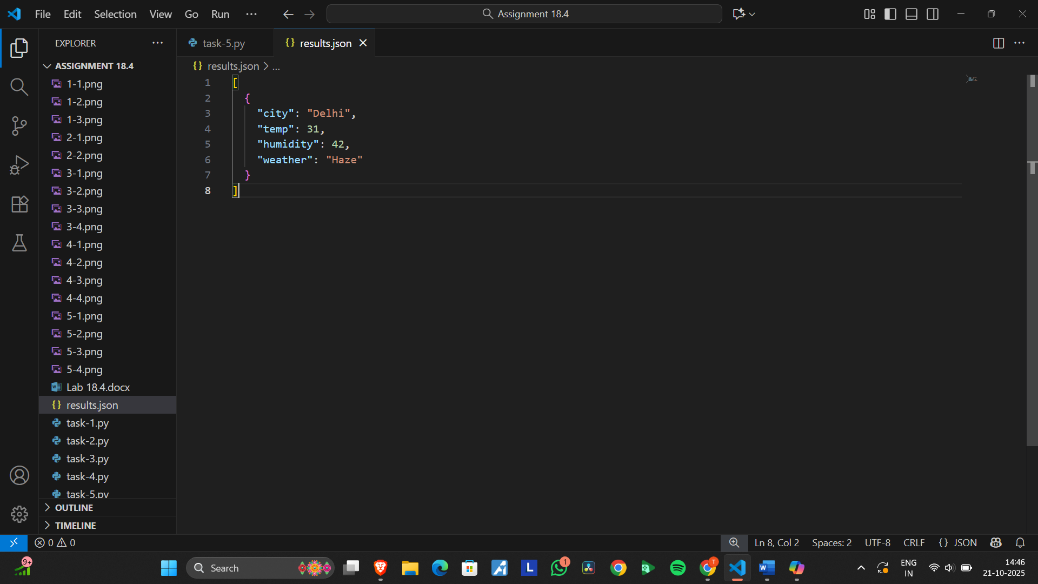 File Edit Selection View Go Run ··· Assignment 18.4
EXPLORER ···
ASSIGNMENT 18.4
1-1.png
1-2.png
1-3.png
2-1.png
2-2.png
3-1.png
3-2.png
3-3.png
3-4.png
4-1.png
4-2.png
4-3.png
4-4.png
5-1.png
5-2.png
5-3.png
5-4.png
Lab 18.4.docx
{} results.json
task-1.py
task-2.py
task-3.py
task-4.py
task-5.py
OUTLINE
TIMELINE
task-5.py {} results.json
{} results.json > ...
1 [
2 {
3 "city": "Delhi",
4 "temp": 31,
5 "humidity": 42,
6 "weather": "Haze"
7 }
8 ]
0 0 Ln 8, Col 2 Spaces: 2 UTF-8 CRLF {} JSON
Search
L
1
ENG
IN
14:46
21-10-2025